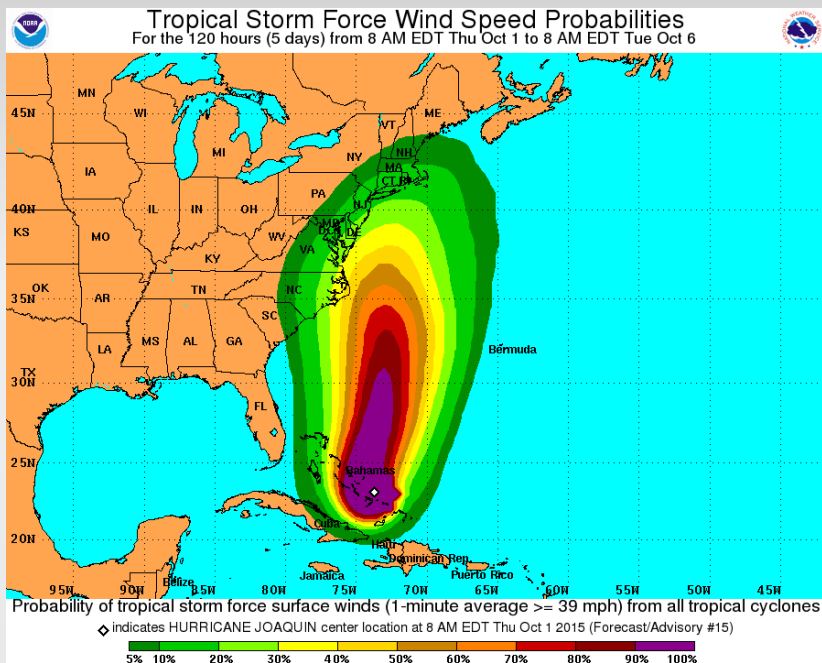 Tropical Storm Force Wind Speed Probabilities
For the 120 hours (5 days) from 8 AM EDT Thu Oct 1 to 8 AM EDT Tue Oct 6
NOAA
45N
MN
WI
MI
VT
ME
NH
NY
MA
CT RI
IA
PA
NJ
40N
IL
IN
OH
MD
DE
KS
MO
WV
VA
KY
OK
TN
NC
35N
AR
SC
MS
AL
GA
LA
Bermuda
TX
30N
FL
25N
Bahamas
Cuba
20N
Haiti
Dominican Rep.
Belize
Jamaica
Puerto Rico
95W 90W 85W 80W 75W 70W 65W 60W 55W 50W 45W
Probability of tropical storm force surface winds (1-minute average >= 39 mph) from all tropical cyclones
indicates HURRICANE JOAQUIN center location at 8 AM EDT Thu Oct 1 2015 (Forecast/Advisory #15)
5% 10% 20% 30% 40% 50% 60% 70% 80% 90% 100%